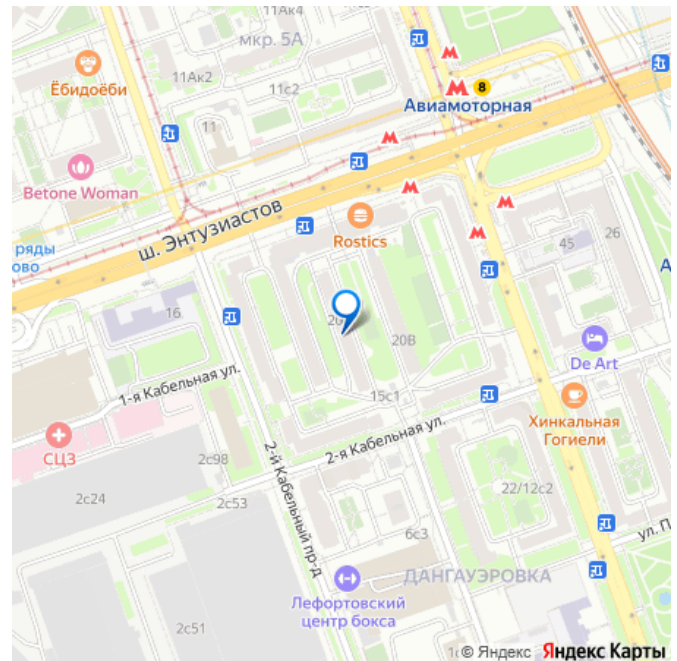 11Ак4
мкр. 5А
Ёбидоёби
11Ак2
11с2
8
Авиамоторная
11
Betone Woman
ш. Энтузиастов
Rostics
ряды
ово
45
26
А
16
20В
De Art
1-я Кабельная ул.
15с1
Хинкальная
Гогиели
2-я Кабельная ул.
СЦЗ
2с98
2-й Кабельный пр-д
2с24
2с53
22/12с2
6с3
ул. П
ДАНГАУЭРОВКА
Лефортовский
центр бокса
2с51
© Яндекс Яндекс Карты